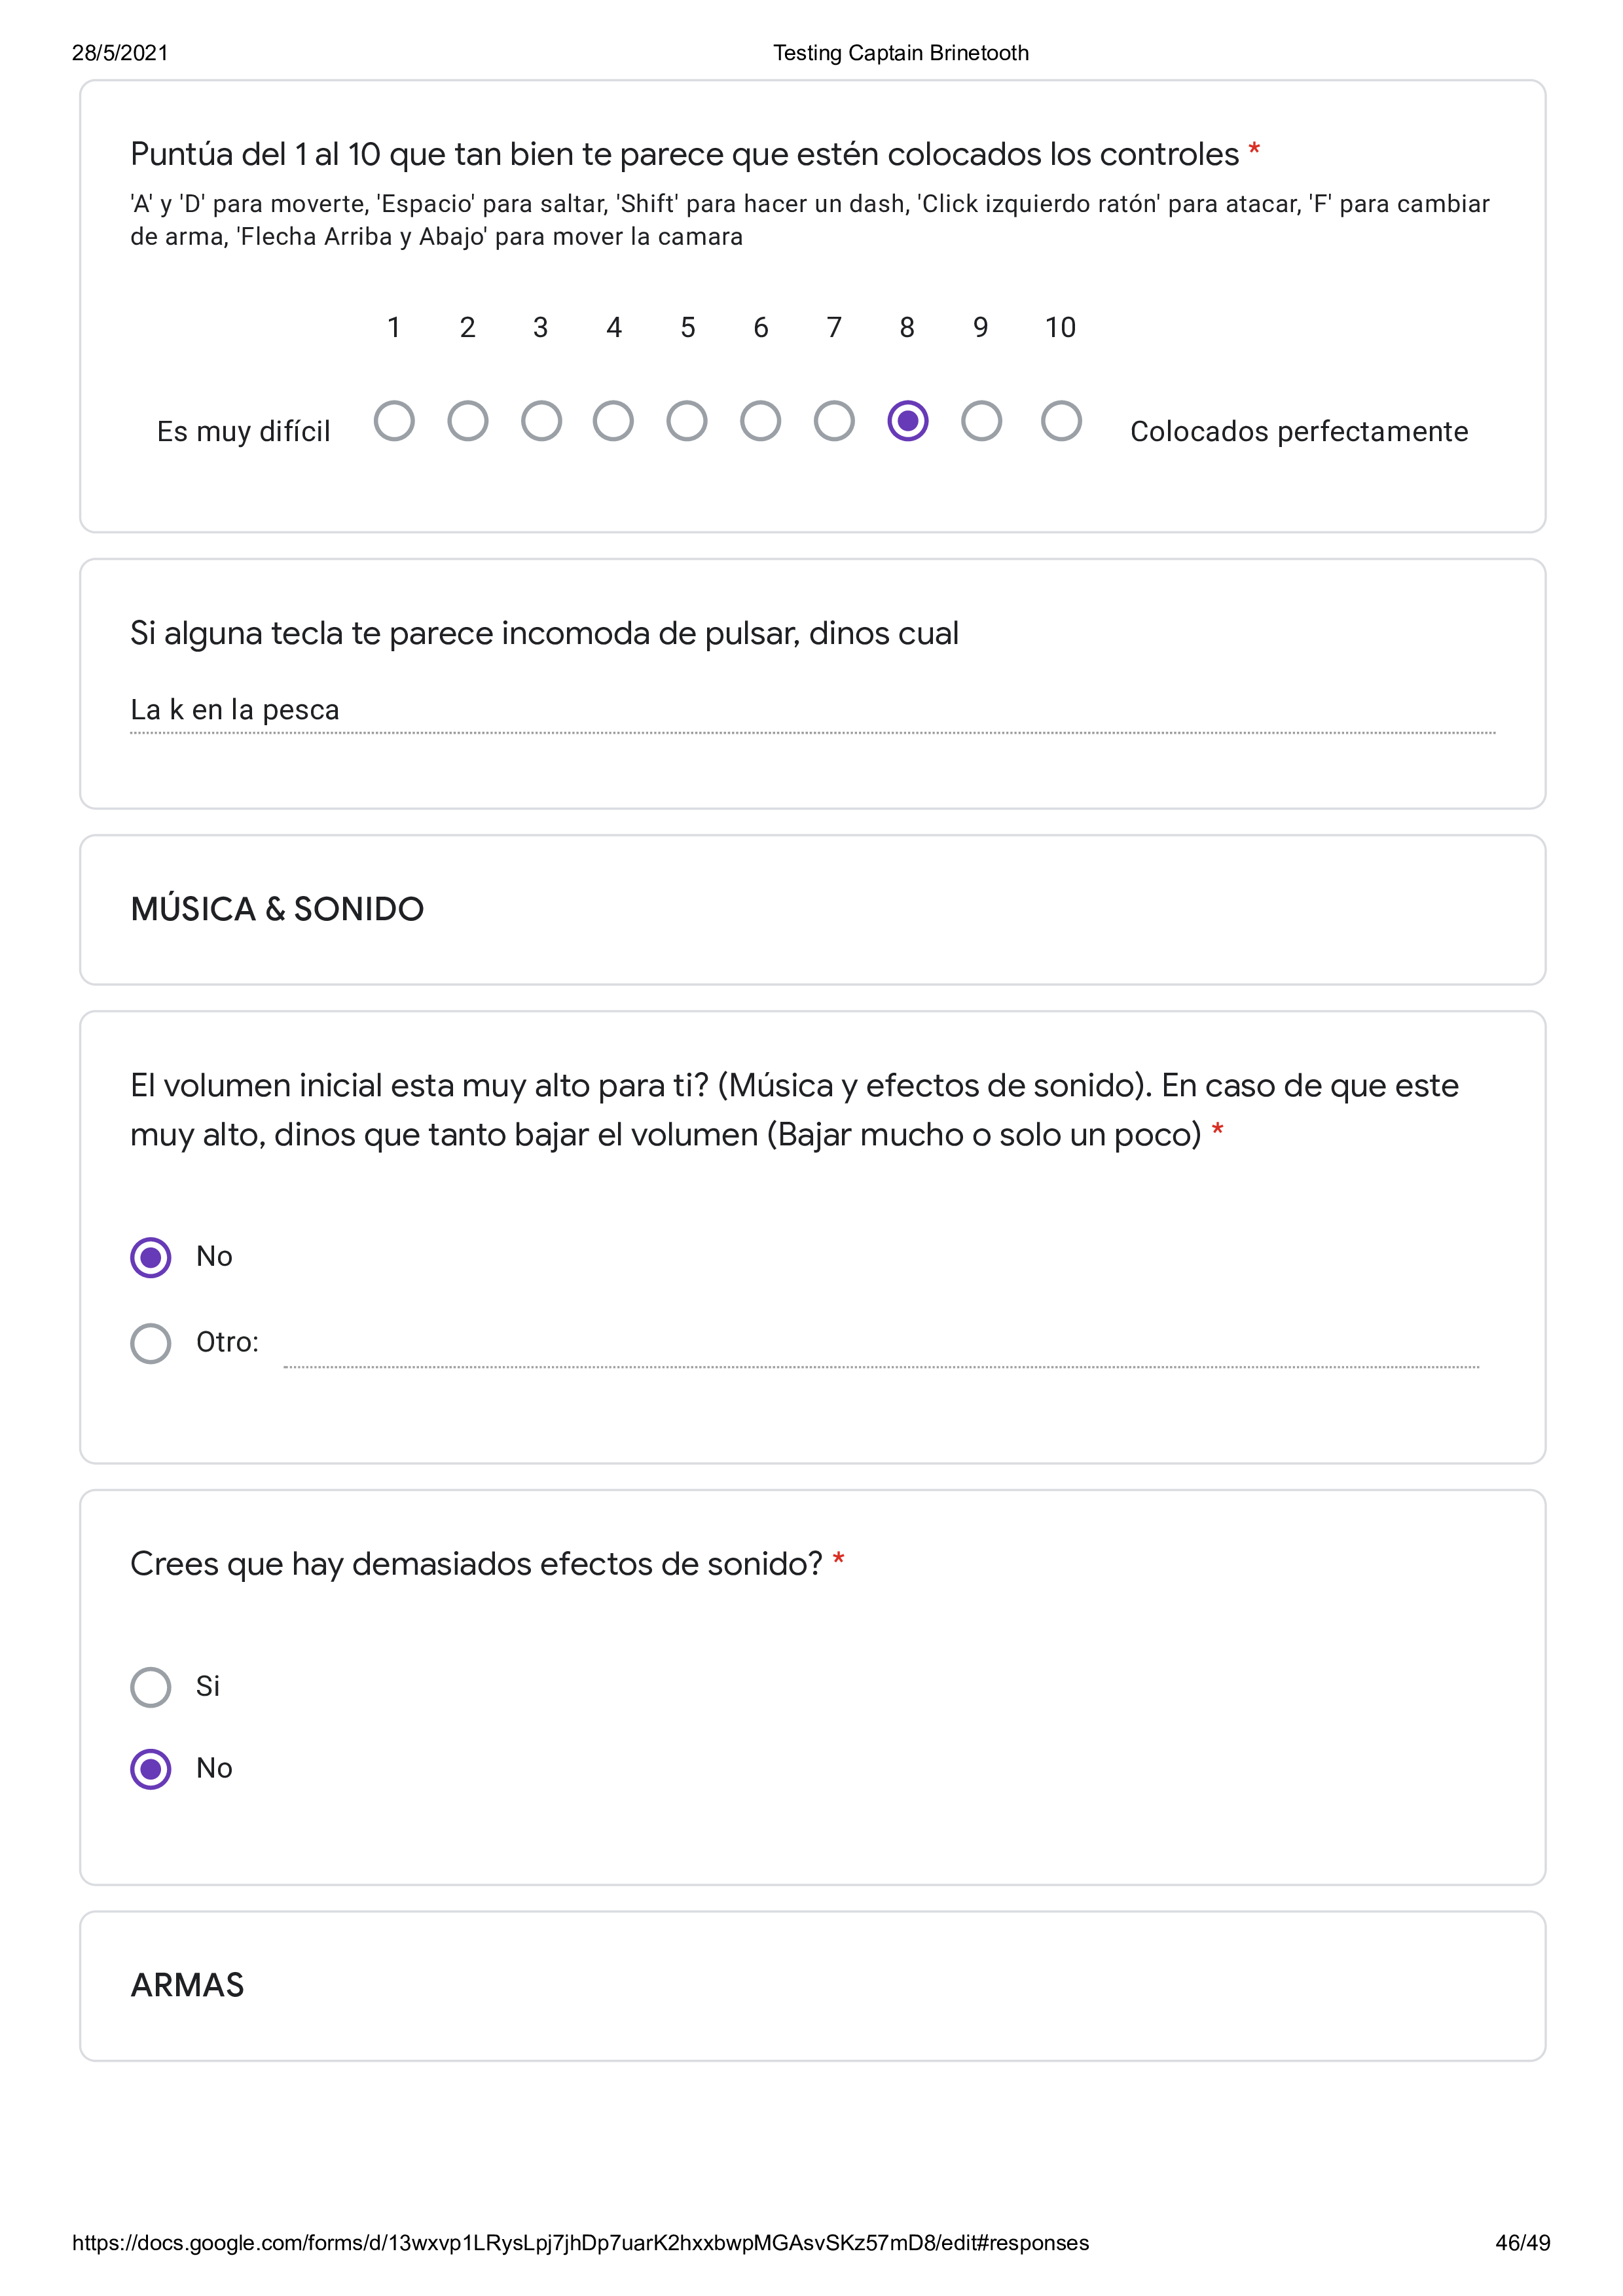 28/5/2021 Testing Captain Brinetooth
Puntúa del 1 al 10 que tan bien te parece que estén colocados los controles *
'A' y 'D' para moverte, 'Espacio' para saltar, 'Shift' para hacer un dash, 'Click izquierdo ratón' para atacar, 'F' para cambiar
de arma, 'Flecha Arriba y Abajo' para mover la camara
1 2 3 4 5 6 7 8 9 10
Es muy difícil Colocados perfectamente
Si alguna tecla te parece incomoda de pulsar, dinos cual
La k en la pesca
MÚSICA & SONIDO
El volumen inicial esta muy alto para ti? (Música y efectos de sonido). En caso de que este
muy alto, dinos que tanto bajar el volumen (Bajar mucho o solo un poco) *
No
Otro:
Crees que hay demasiados efectos de sonido? *
Si
No
ARMAS
https://docs.google.com/forms/d/13wxvp1LRysLpj7jhDp7uarK2hxxbwpMGAsvSKz57mD8/edit#responses 46/49